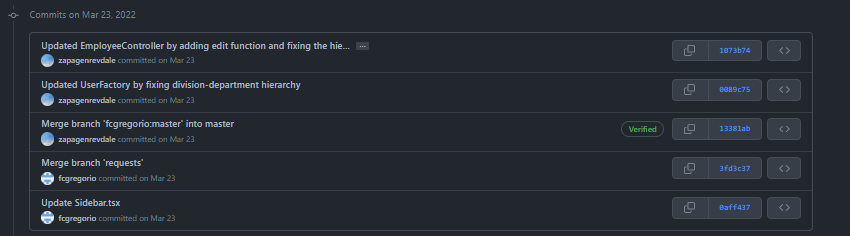 Commits on Mar 23, 2022
Updated EmployeeController by adding edit function and fixing the hie... ...
1073b74
zapagenrevdale committed on Mar 23
Updated UserFactory by fixing division-department hierarchy
0089c75
zapagenrevdale committed on Mar 23
Merge branch 'fcgregorio:master' into master
Verified
13381ab
zapagenrevdale committed on Mar 23
Merge branch 'requests'
3fd3c37
fcgregorio committed on Mar 23
Update Sidebar.tsx
0aff437
fcgregorio committed on Mar 23